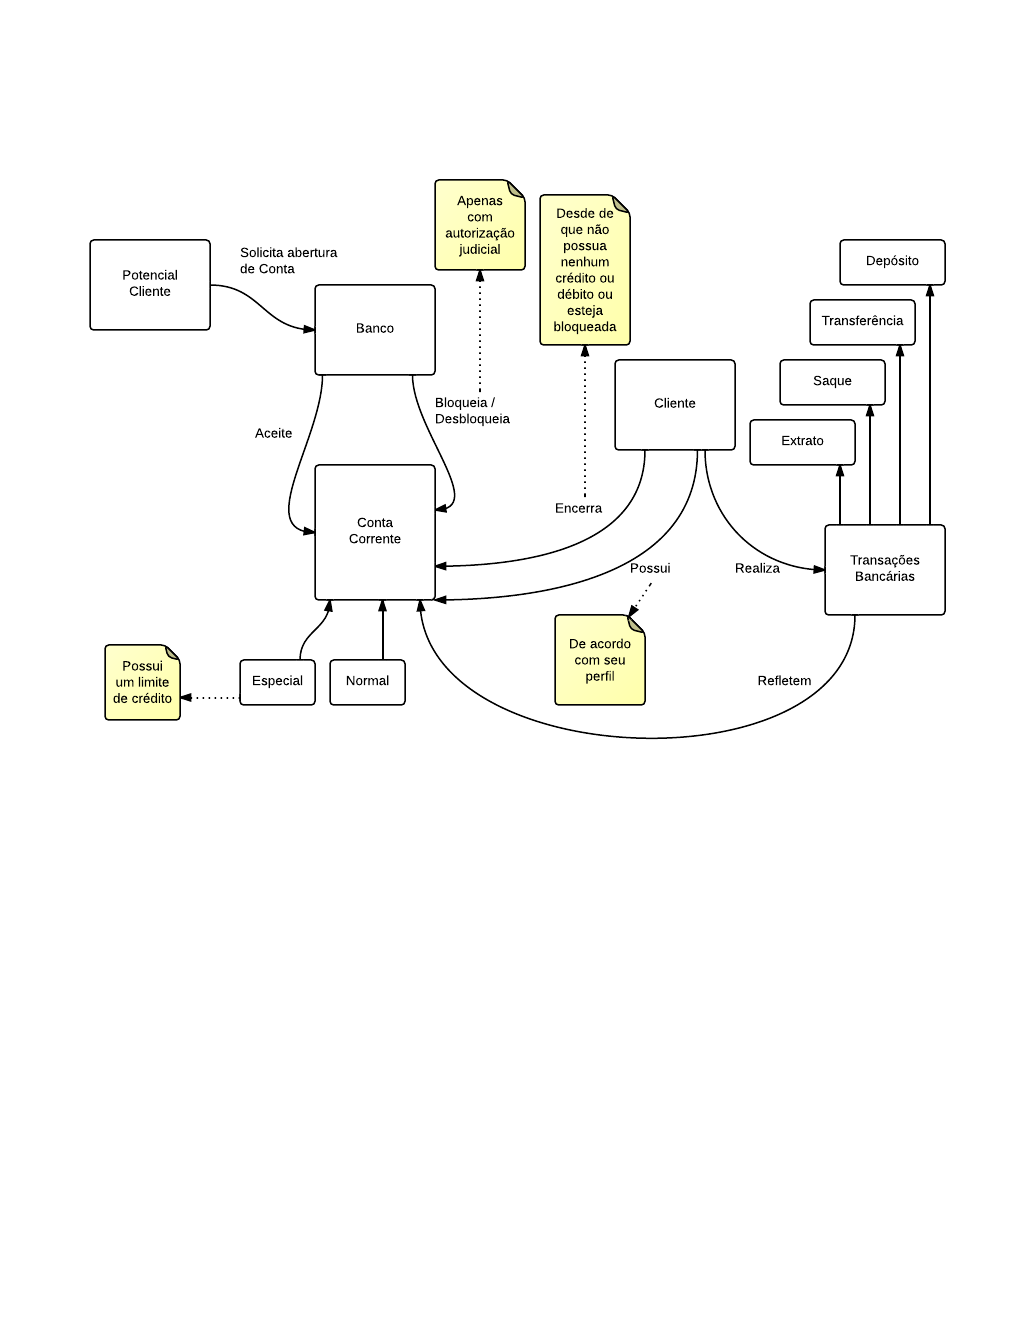 Apenas
com
autorização
judicial
Desde de
que não
possua
nenhum
crédito ou
débito ou
esteja
bloqueada
Solicita abertura
de Conta
Potencial
Cliente
Banco
Depósito
Transferência
Saque
Extrato
Cliente
Bloqueia /
Desbloqueia
Aceite
Encerra
Conta
Corrente
Possui
Realiza
Transações
Bancárias
De acordo
com seu
perfil
Possui
um limite
de crédito
Especial
Normal
Refletem